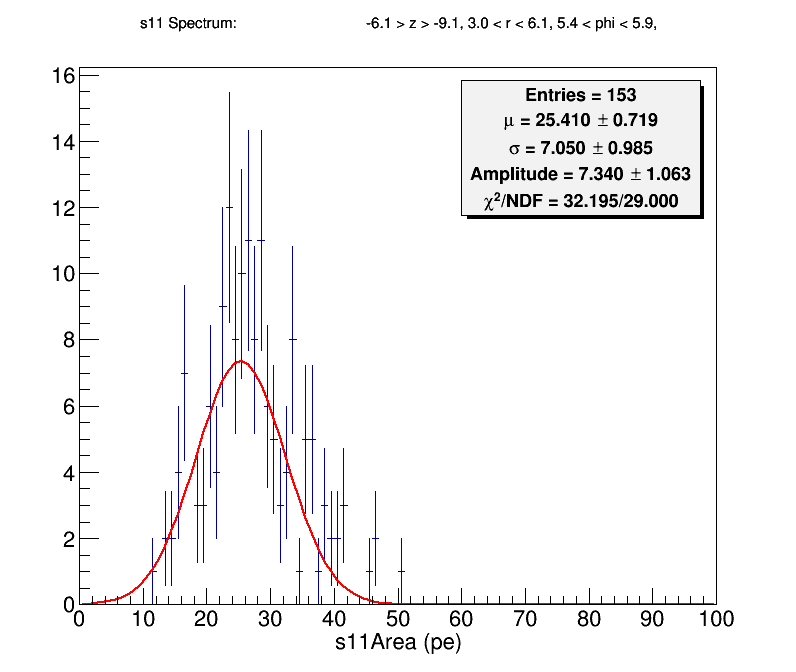 s11 Spectrum: -6.1 > z > -9.1, 3.0 < r < 6.1, 5.4 < phi < 5.9,
Entries = 153
μ = 25.410 ± 0.719
σ = 7.050 ± 0.985
Amplitude = 7.340 ± 1.063
χ²/NDF = 32.195/29.000
16
14
12
10
8
6
4
2
0
0 10 20 30 40 50 60 70 80 90 100
s11Area (pe)